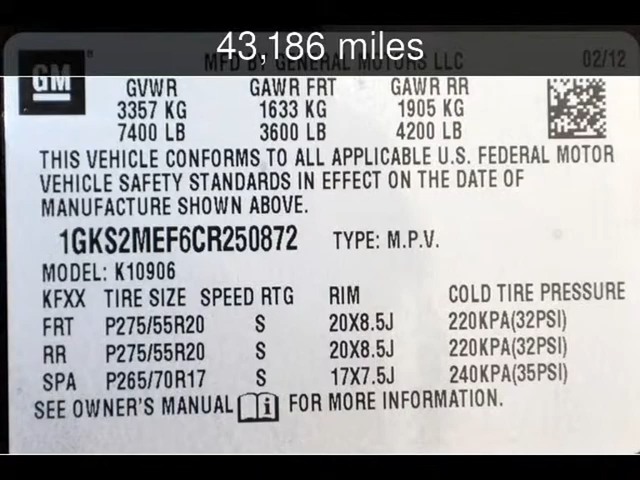 43,186 miles
GM ®
MFD BY GENERAL MOTORS LLC 02/12
GVWR GAWR FRT GAWR RR
3357 KG 1633 KG 1905 KG
7400 LB 3600 LB 4200 LB
THIS VEHICLE CONFORMS TO ALL APPLICABLE U.S. FEDERAL MOTOR
VEHICLE SAFETY STANDARDS IN EFFECT ON THE DATE OF
MANUFACTURE SHOWN ABOVE.
1GKS2MEF6CR250872 TYPE: M.P.V.
MODEL: K10906
KFXX TIRE SIZE SPEED RTG RIM COLD TIRE PRESSURE
FRT P275/55R20 S 20X8.5J 220KPA(32PSI)
RR P275/55R20 S 20X8.5J 220KPA(32PSI)
SPA P265/70R17 S 17X7.5J 240KPA(35PSI)
SEE OWNER'S MANUAL i FOR MORE INFORMATION.